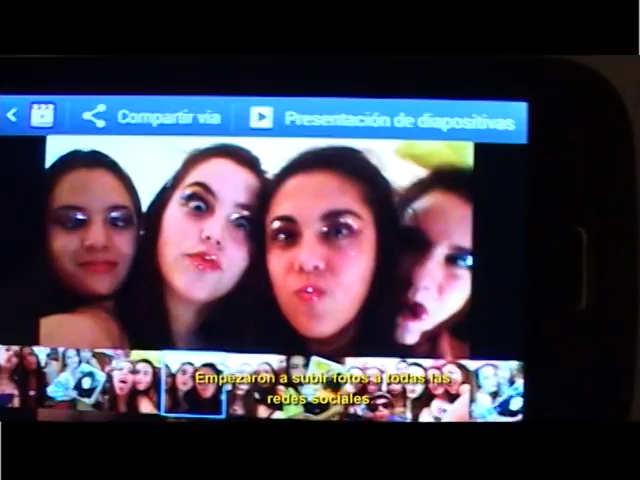 Compartir vía
Presentación de diapositivas
Empezaron a subir fotos a todas las
redes sociales.